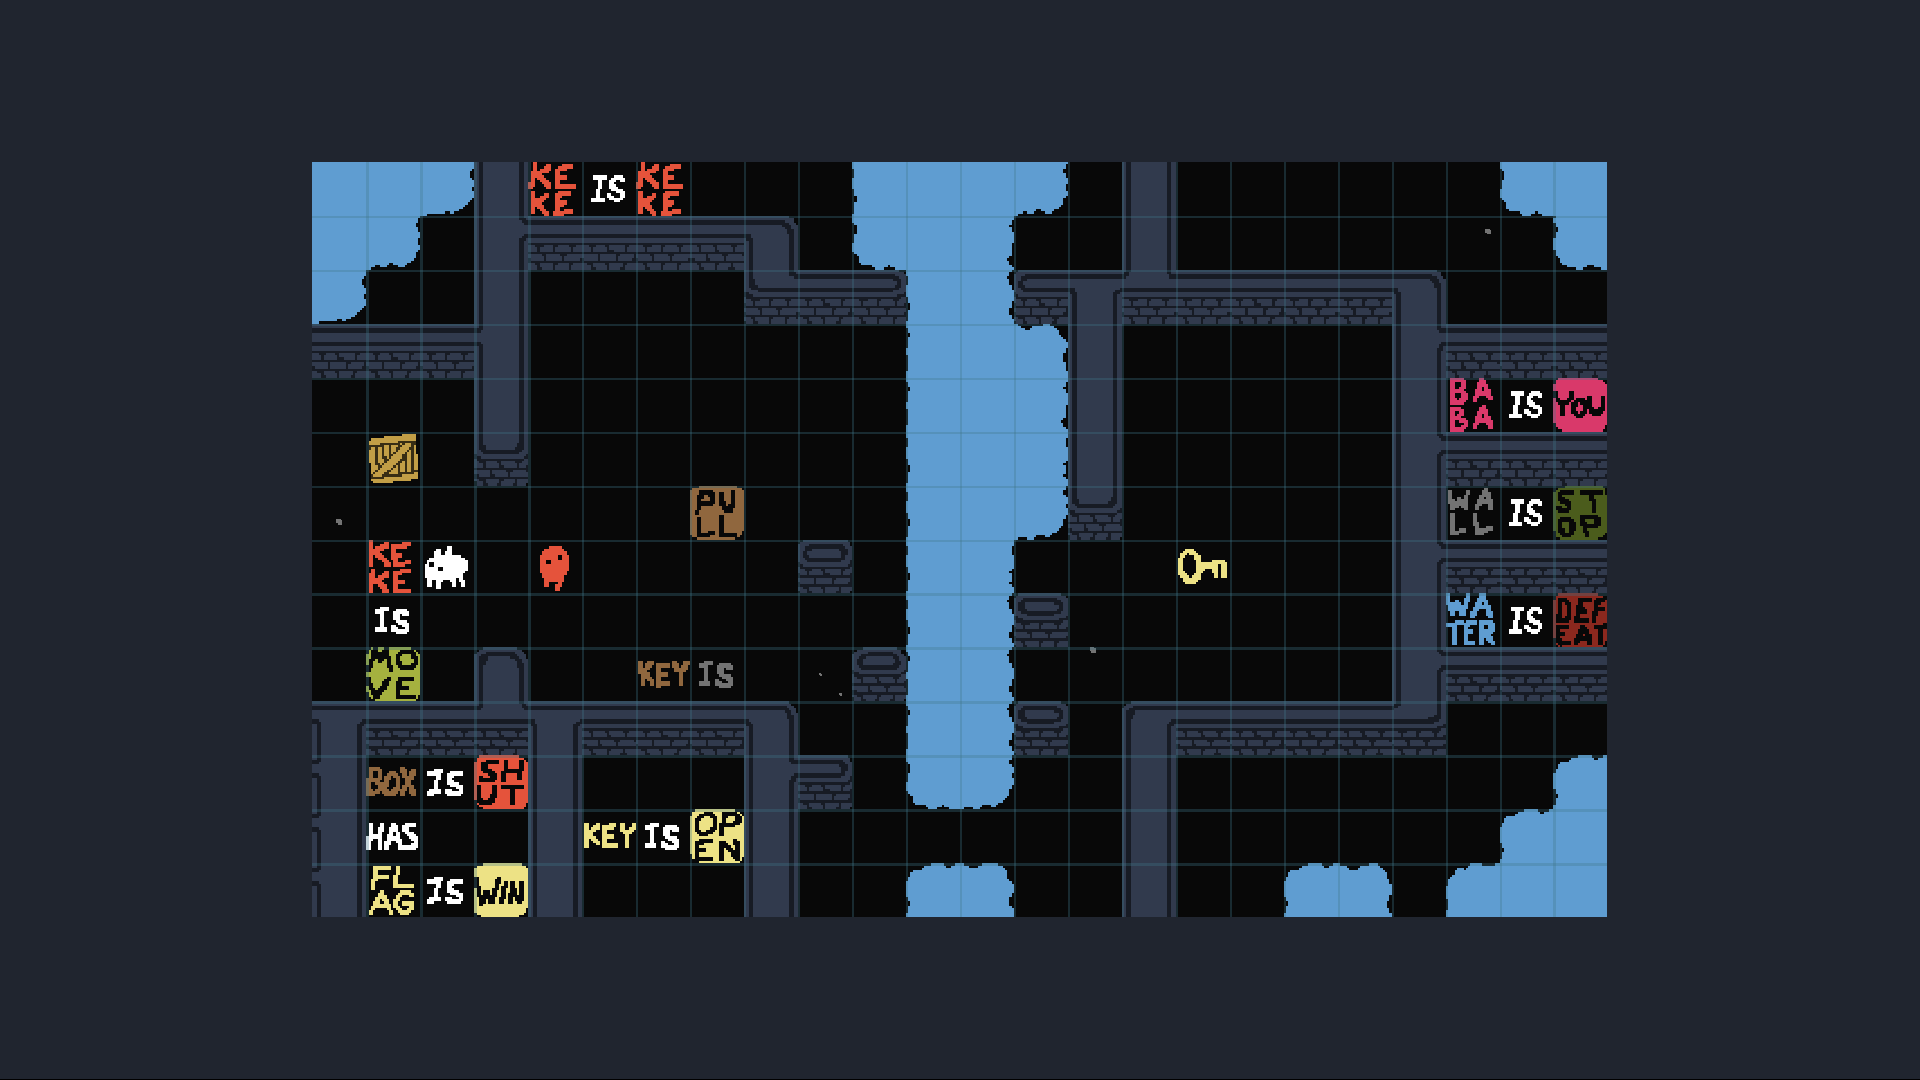 KEKE IS KEKE
BABA IS YOU
PULL
WALL IS STOP
KEKE
IS
WATER IS DEFEAT
MOVE
KEY IS
BOX IS SHUT
HAS
KEY IS OPEN
FLAG IS WIN